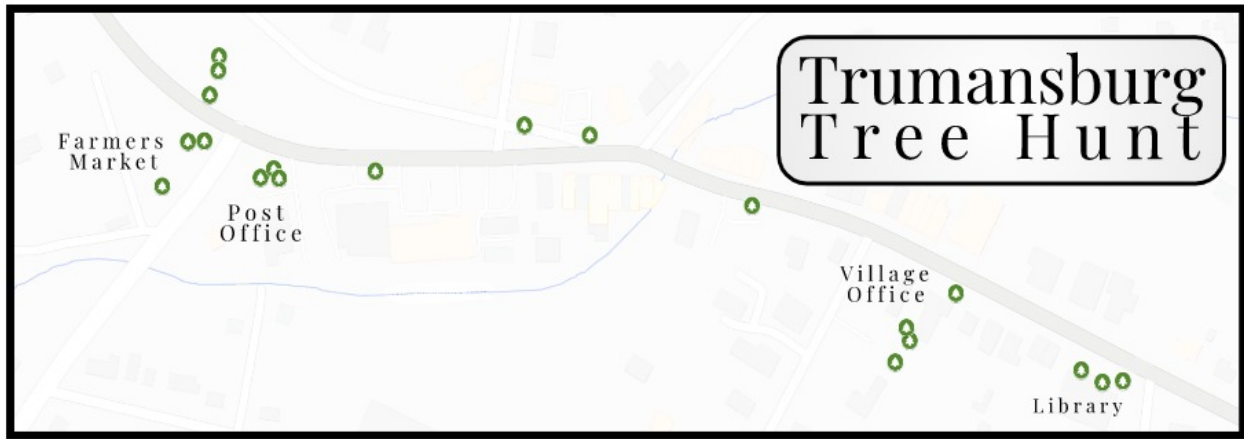 Trumansburg
Tree Hunt
Farmers
Market
Post
Office
Village
Office
Library